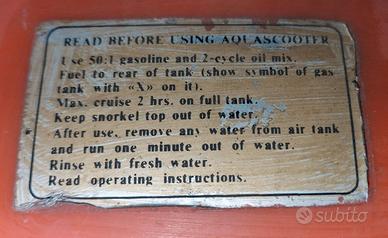 READ BEFORE USING AQUASCOOTER
Use 50:1 gasoline and 2-cycle oil mix.
Fuel to rear of tank (show symbol of gas
tank with «X» on it).
Max. cruise 2 hrs. on full tank.
Keep snorkel top out of water.
After use, remove any water from air tank
and run one minute out of water.
Rinse with fresh water.
Read operating instructions.
subito